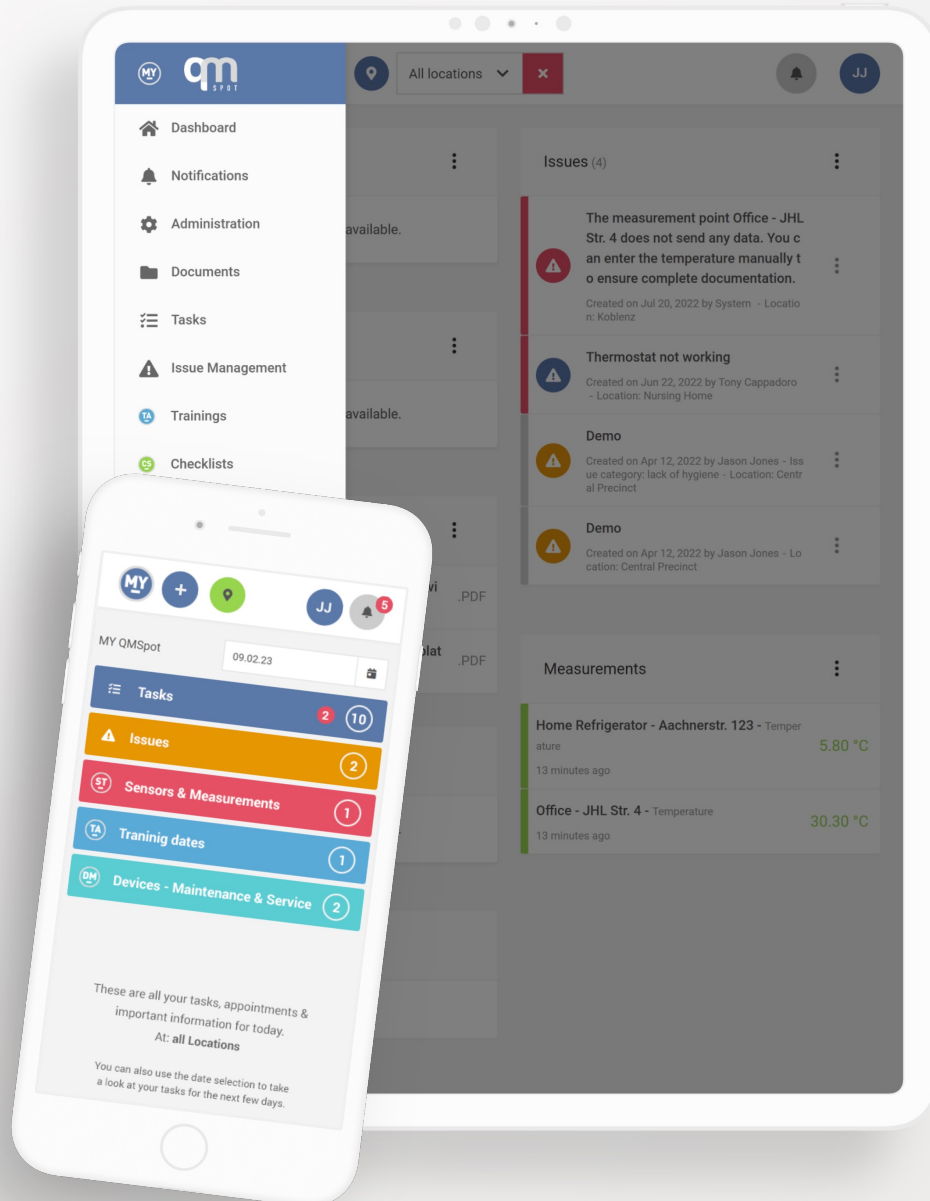 MY
qm
SPOT
All locations
JJ
Dashboard
Notifications
Administration
Documents
Tasks
Issue Management
TA
Trainings
CS
Checklists
available.
available.
vi
.PDF
plat
.PDF
Issues (4)
The measurement point Office - JHL
Str. 4 does not send any data. You c
an enter the temperature manually t
o ensure complete documentation.
Created on Jul 20, 2022 by System - Locatio
n: Koblenz
Thermostat not working
Created on Jun 22, 2022 by Tony Cappadoro
- Location: Nursing Home
Demo
Created on Apr 12, 2022 by Jason Jones - Iss
ue category: lack of hygiene - Location: Centr
al Precinct
Demo
Created on Apr 12, 2022 by Jason Jones - Lo
cation: Central Precinct
Measurements
Home Refrigerator - Aachnerstr. 123 - Temper
ature
5.80 °C
13 minutes ago
Office - JHL Str. 4 - Temperature
30.30 °C
13 minutes ago
MY
+
JJ
5
MY QMSpot
09.02.23
Tasks
2
10
Issues
2
ST
Sensors & Measurements
1
TA
Traninig dates
1
DM
Devices - Maintenance & Service
2
These are all your tasks, appointments &
important information for today.
At: all Locations
You can also use the date selection to take
a look at your tasks for the next few days.